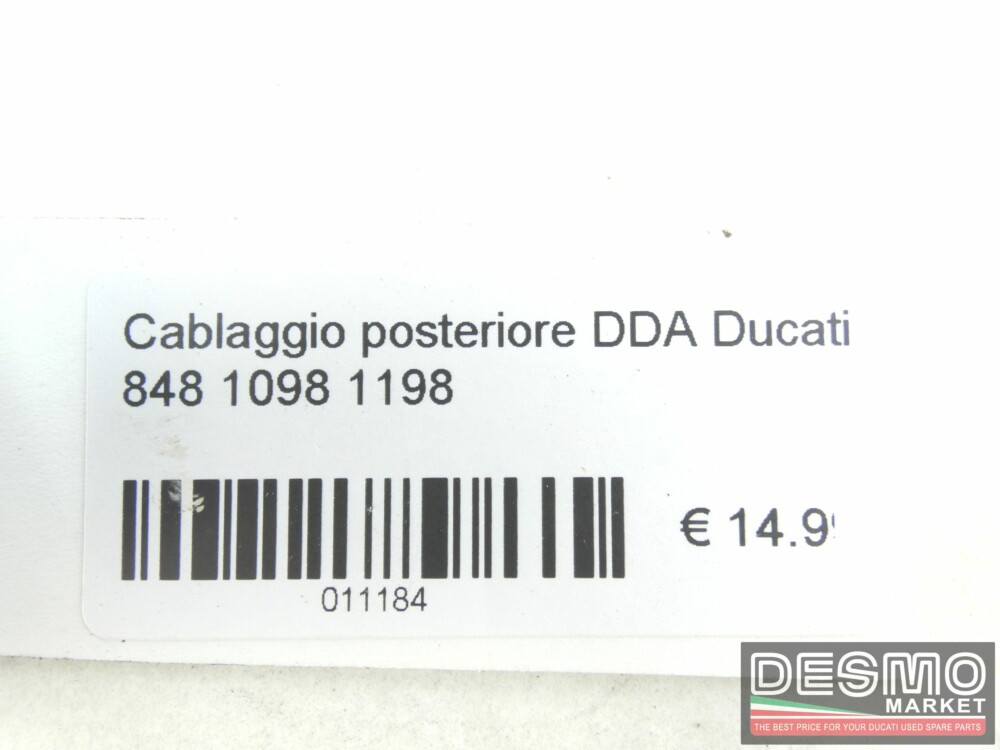 Cablaggio posteriore DDA Ducati
848 1098 1198
€ 14.9
011184
DESMO
MARKET
THE BEST PRICE FOR YOUR DUCATI USED SPARE PARTS